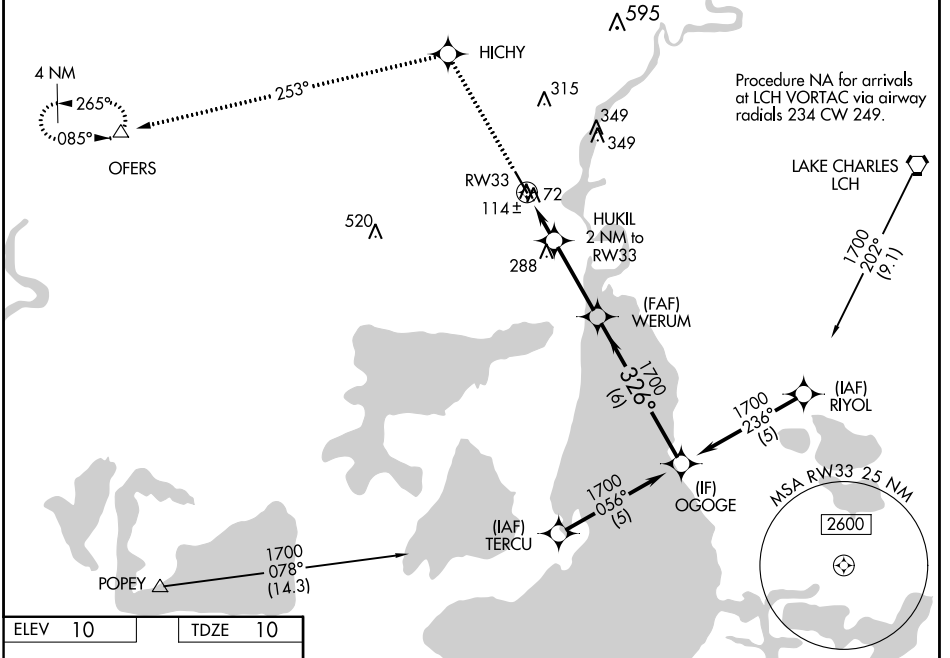 595
HICHY
4 NM
265°
085°
OFERS
253°
315
349
349
Procedure NA for arrivals
at LCH VORTAC via airway
radials 234 CW 249.
LAKE CHARLES
LCH
RW33
114±
72
520
HUKIL
2 NM to
RW33
288
1700
202°
(9.1)
(FAF)
WERUM
1700
326°
(6)
(IAF)
RIYOL
1700
236°
(5)
(IF)
OGOGE
1700
056°
(5)
(IAF)
TERCU
MSA RW33 25 NM
2600
POPEY
1700
078°
(14.3)
ELEV 10
TDZE 10